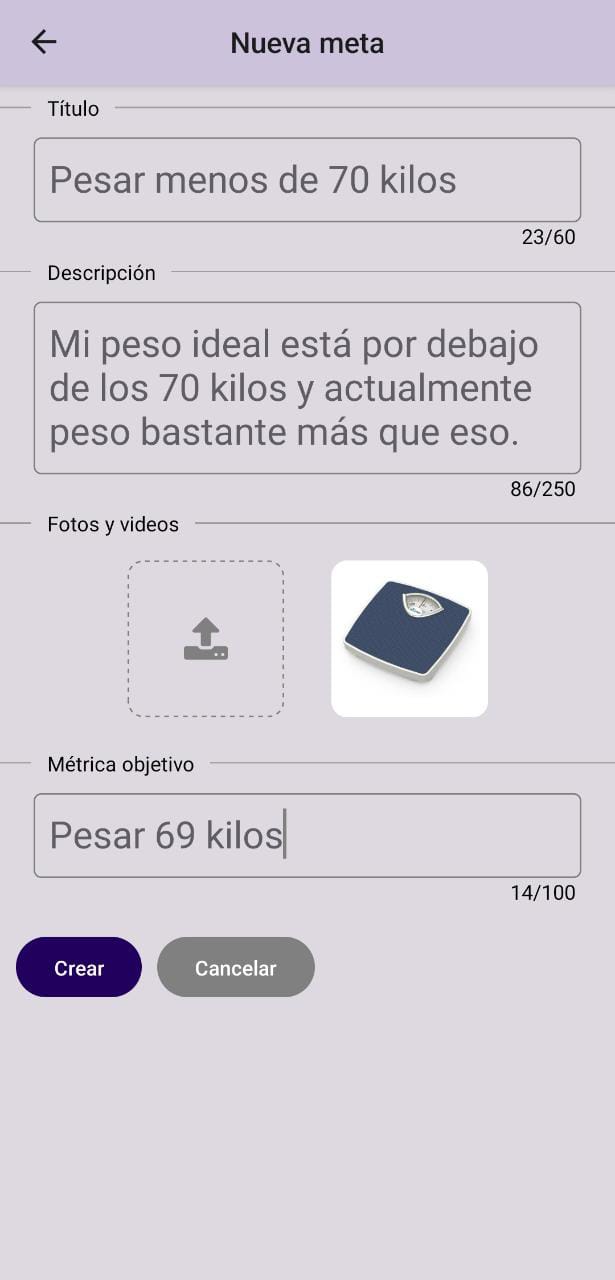 Nueva meta
Título
Pesar menos de 70 kilos
23/60
Descripción
Mi peso ideal está por debajo
de los 70 kilos y actualmente
peso bastante más que eso.
86/250
Fotos y videos
Métrica objetivo
Pesar 69 kilos
14/100
Crear
Cancelar